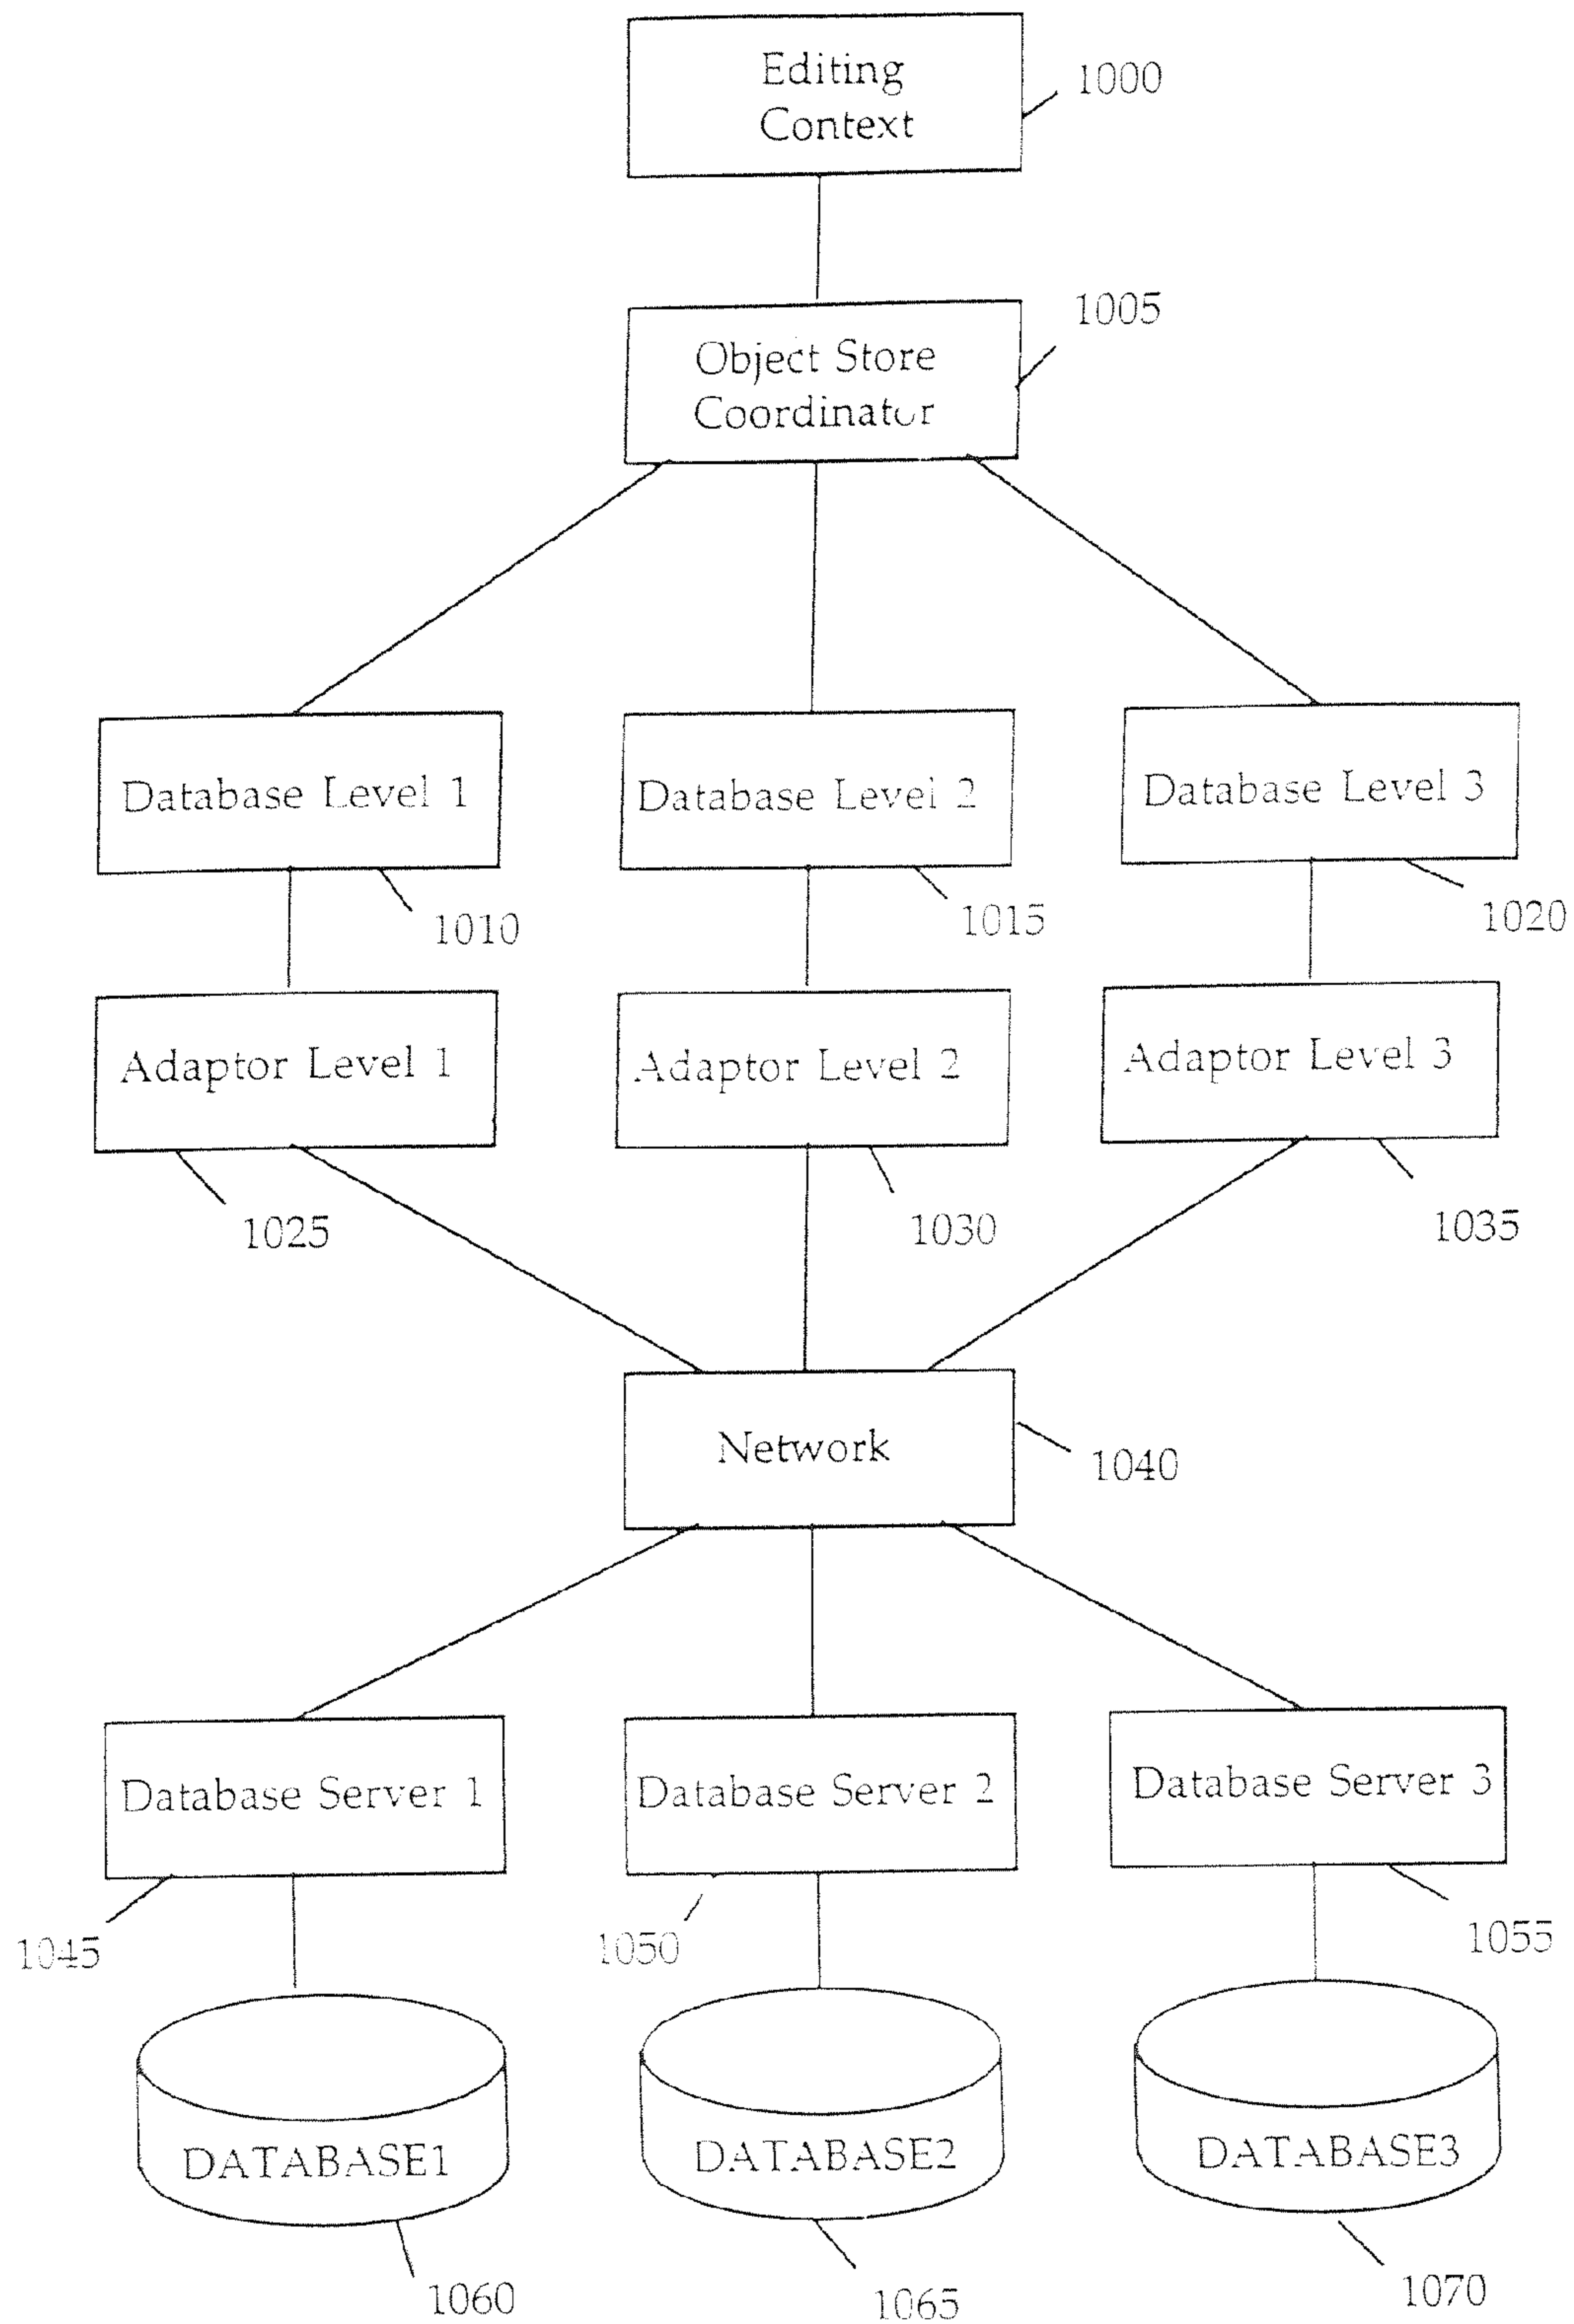 Editing
Context
1000
Object Store
Coordinator
1005
Database Level 1
Database Level 2
Database Level 3
1010
1015
1020
Adaptor Level 1
Adaptor Level 2
Adaptor Level 3
1025
1030
1035
Network
1040
Database Server 1
Database Server 2
Database Server 3
1045
1050
1055
DATABASE1
DATABASE2
DATABASE3
1060
1065
1070